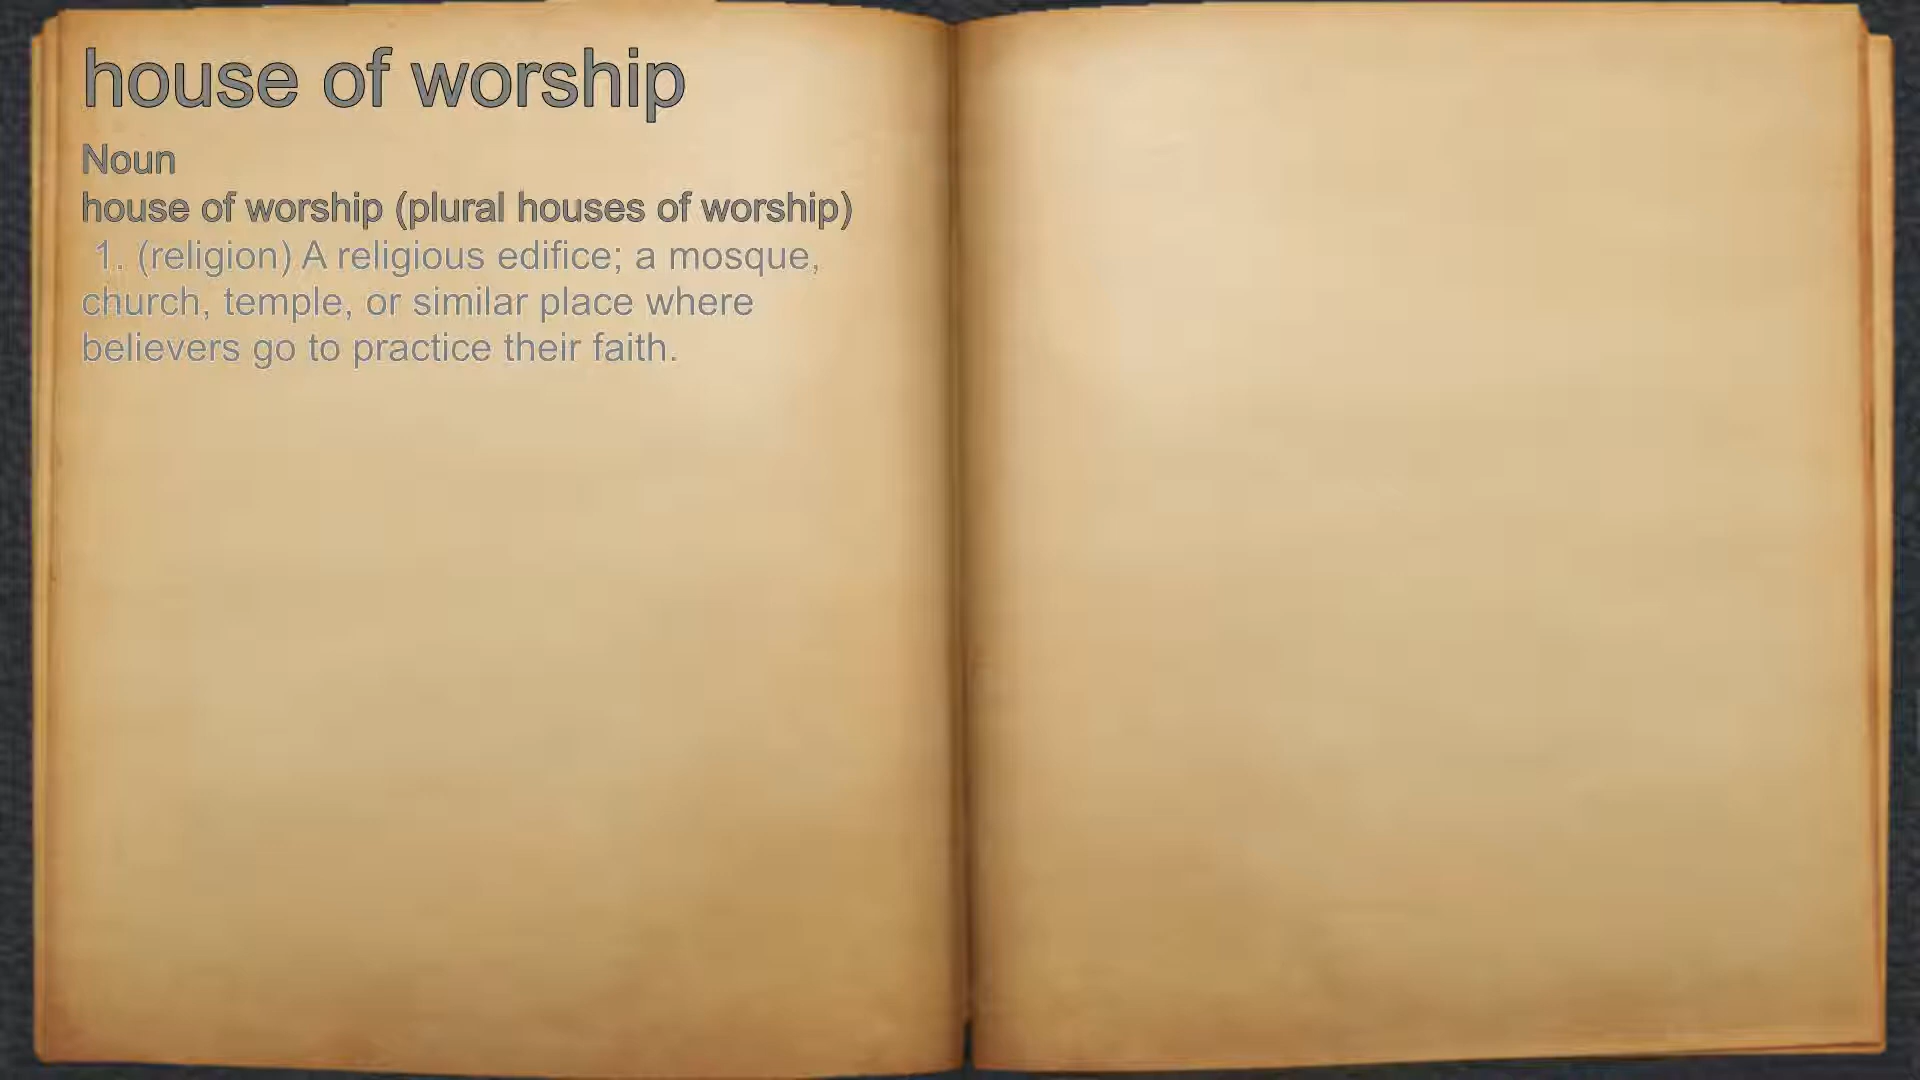 house of worship
Noun
house of worship (plural houses of worship)
1. (religion) A religious edifice; a mosque,
church, temple, or similar place where
believers go to practice their faith.